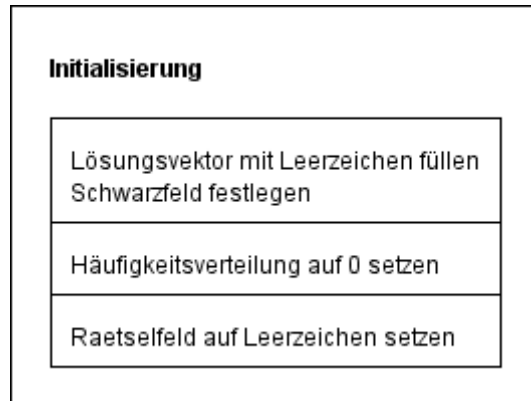 Initialisierung
Lösungsvektor mit Leerzeichen füllen
Schwarzfeld festlegen
Häufigkeitsverteilung auf 0 setzen
Raetselfeld auf Leerzeichen setzen